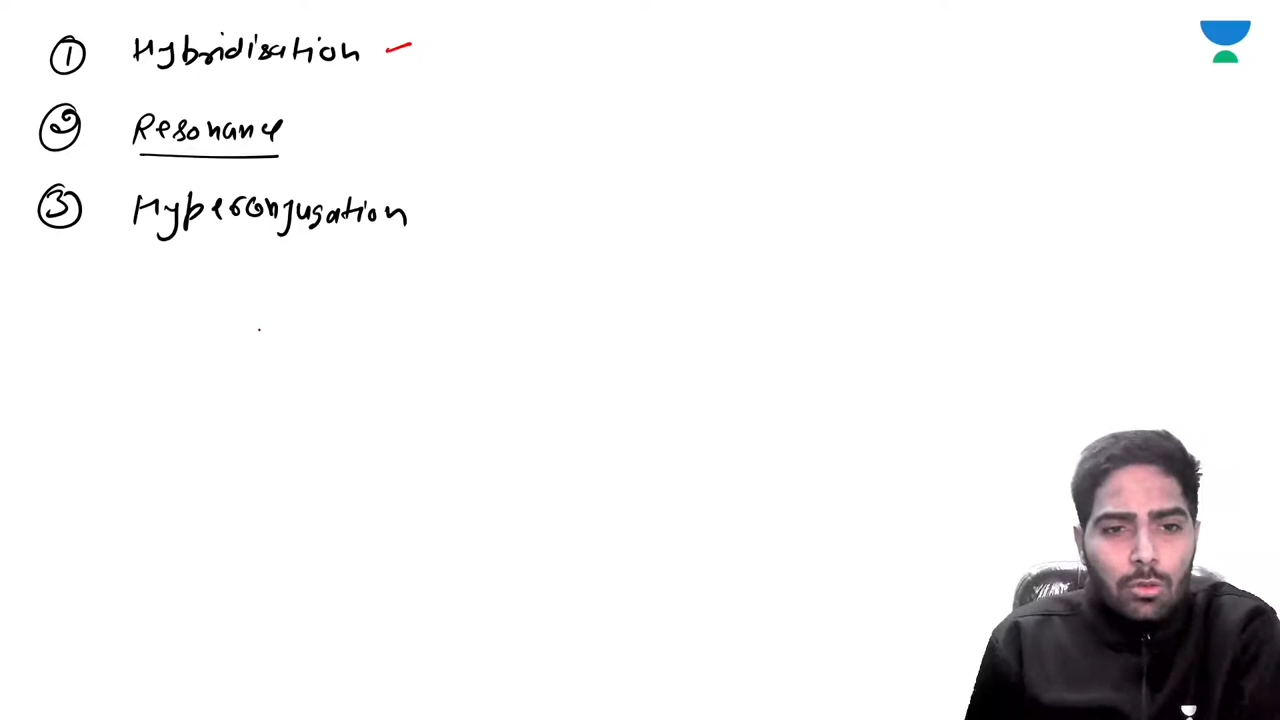 ① Hybridisation
② Resonance
③ Hyperconjugation